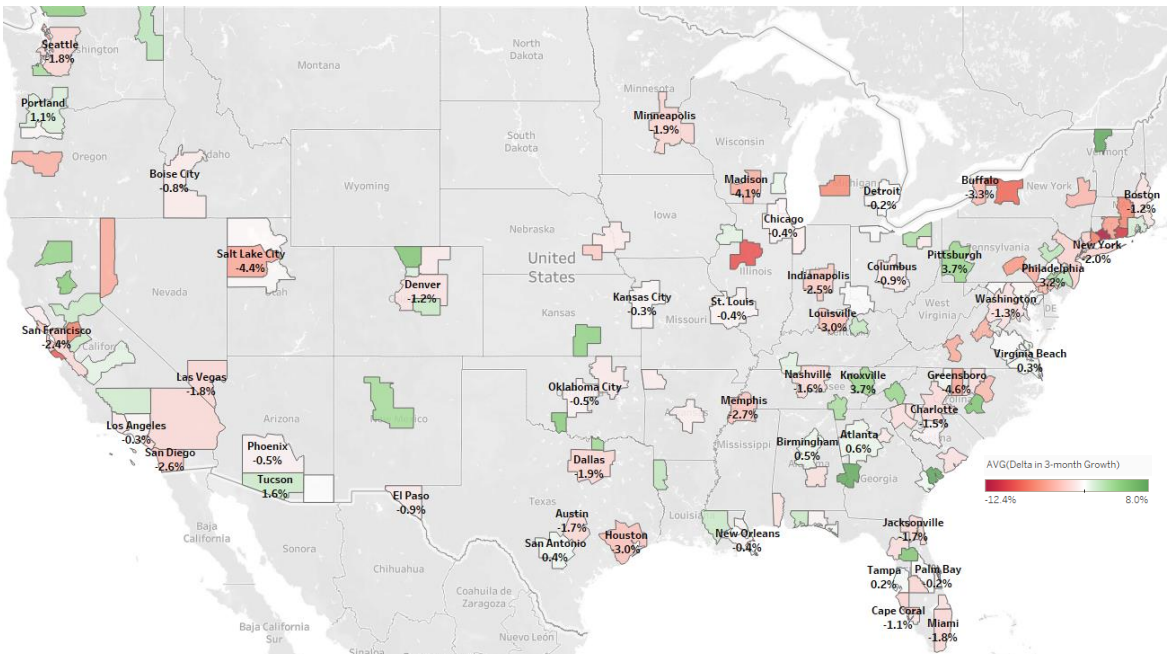 North
Dakota
Montana
Minnesota
Seattle
Washington
-1.8%
Portland
1.1%
Oregon
Boise City
Idaho
-0.8%
South
Dakota
Wyoming
Minneapolis
-1.9%
Wisconsin
Madison
-4.1%
Michigan
Detroit
-0.2%
Buffalo
-3.3%
New York
Vermont
Boston
-1.2%
Chicago
-0.4%
Iowa
Nebraska
United
States
Illinois
Salt Lake City
-4.4%
Utah
Nevada
Denver
-1.2%
Kansas City
-0.3%
Kansas
St. Louis
-0.4%
Missouri
Indianapolis
-2.5%
Columbus
-0.9%
Pittsburgh
3.7%
Pennsylvania
New York
-2.0%
Philadelphia
-3.2%
Washington
-1.3%
DE
West
Virginia
Louisville
-3.0%
Virginia Beach
0.3%
San Francisco
-2.4%
Las Vegas
-1.8%
Los Angeles
-0.3%
San Diego
-2.6%
Arizona
Phoenix
-0.5%
Tucson
1.6%
El Paso
-0.9%
Oklahoma City
-0.5%
Nashville
-1.6%
Knoxville
3.7%
Greensboro
-4.6%
Charlotte
-1.5%
Memphis
-2.7%
Mississippi
Birmingham
0.5%
Atlanta
0.6%
Georgia
Dallas
-1.9%
Texas
Austin
-1.7%
San Antonio
0.4%
Houston
-3.0%
New Orleans
-0.4%
Jacksonville
-1.7%
Tampa
0.2%
Palm Bay
-0.2%
Cape Coral
-1.1%
Miami
-1.8%
AVG(Delta in 3-month Growth)
-12.4%
8.0%
Baja
California
Sonora
Chihuahua
Coahuila de
Zaragoza
Baja California
Sur
Nuevo León